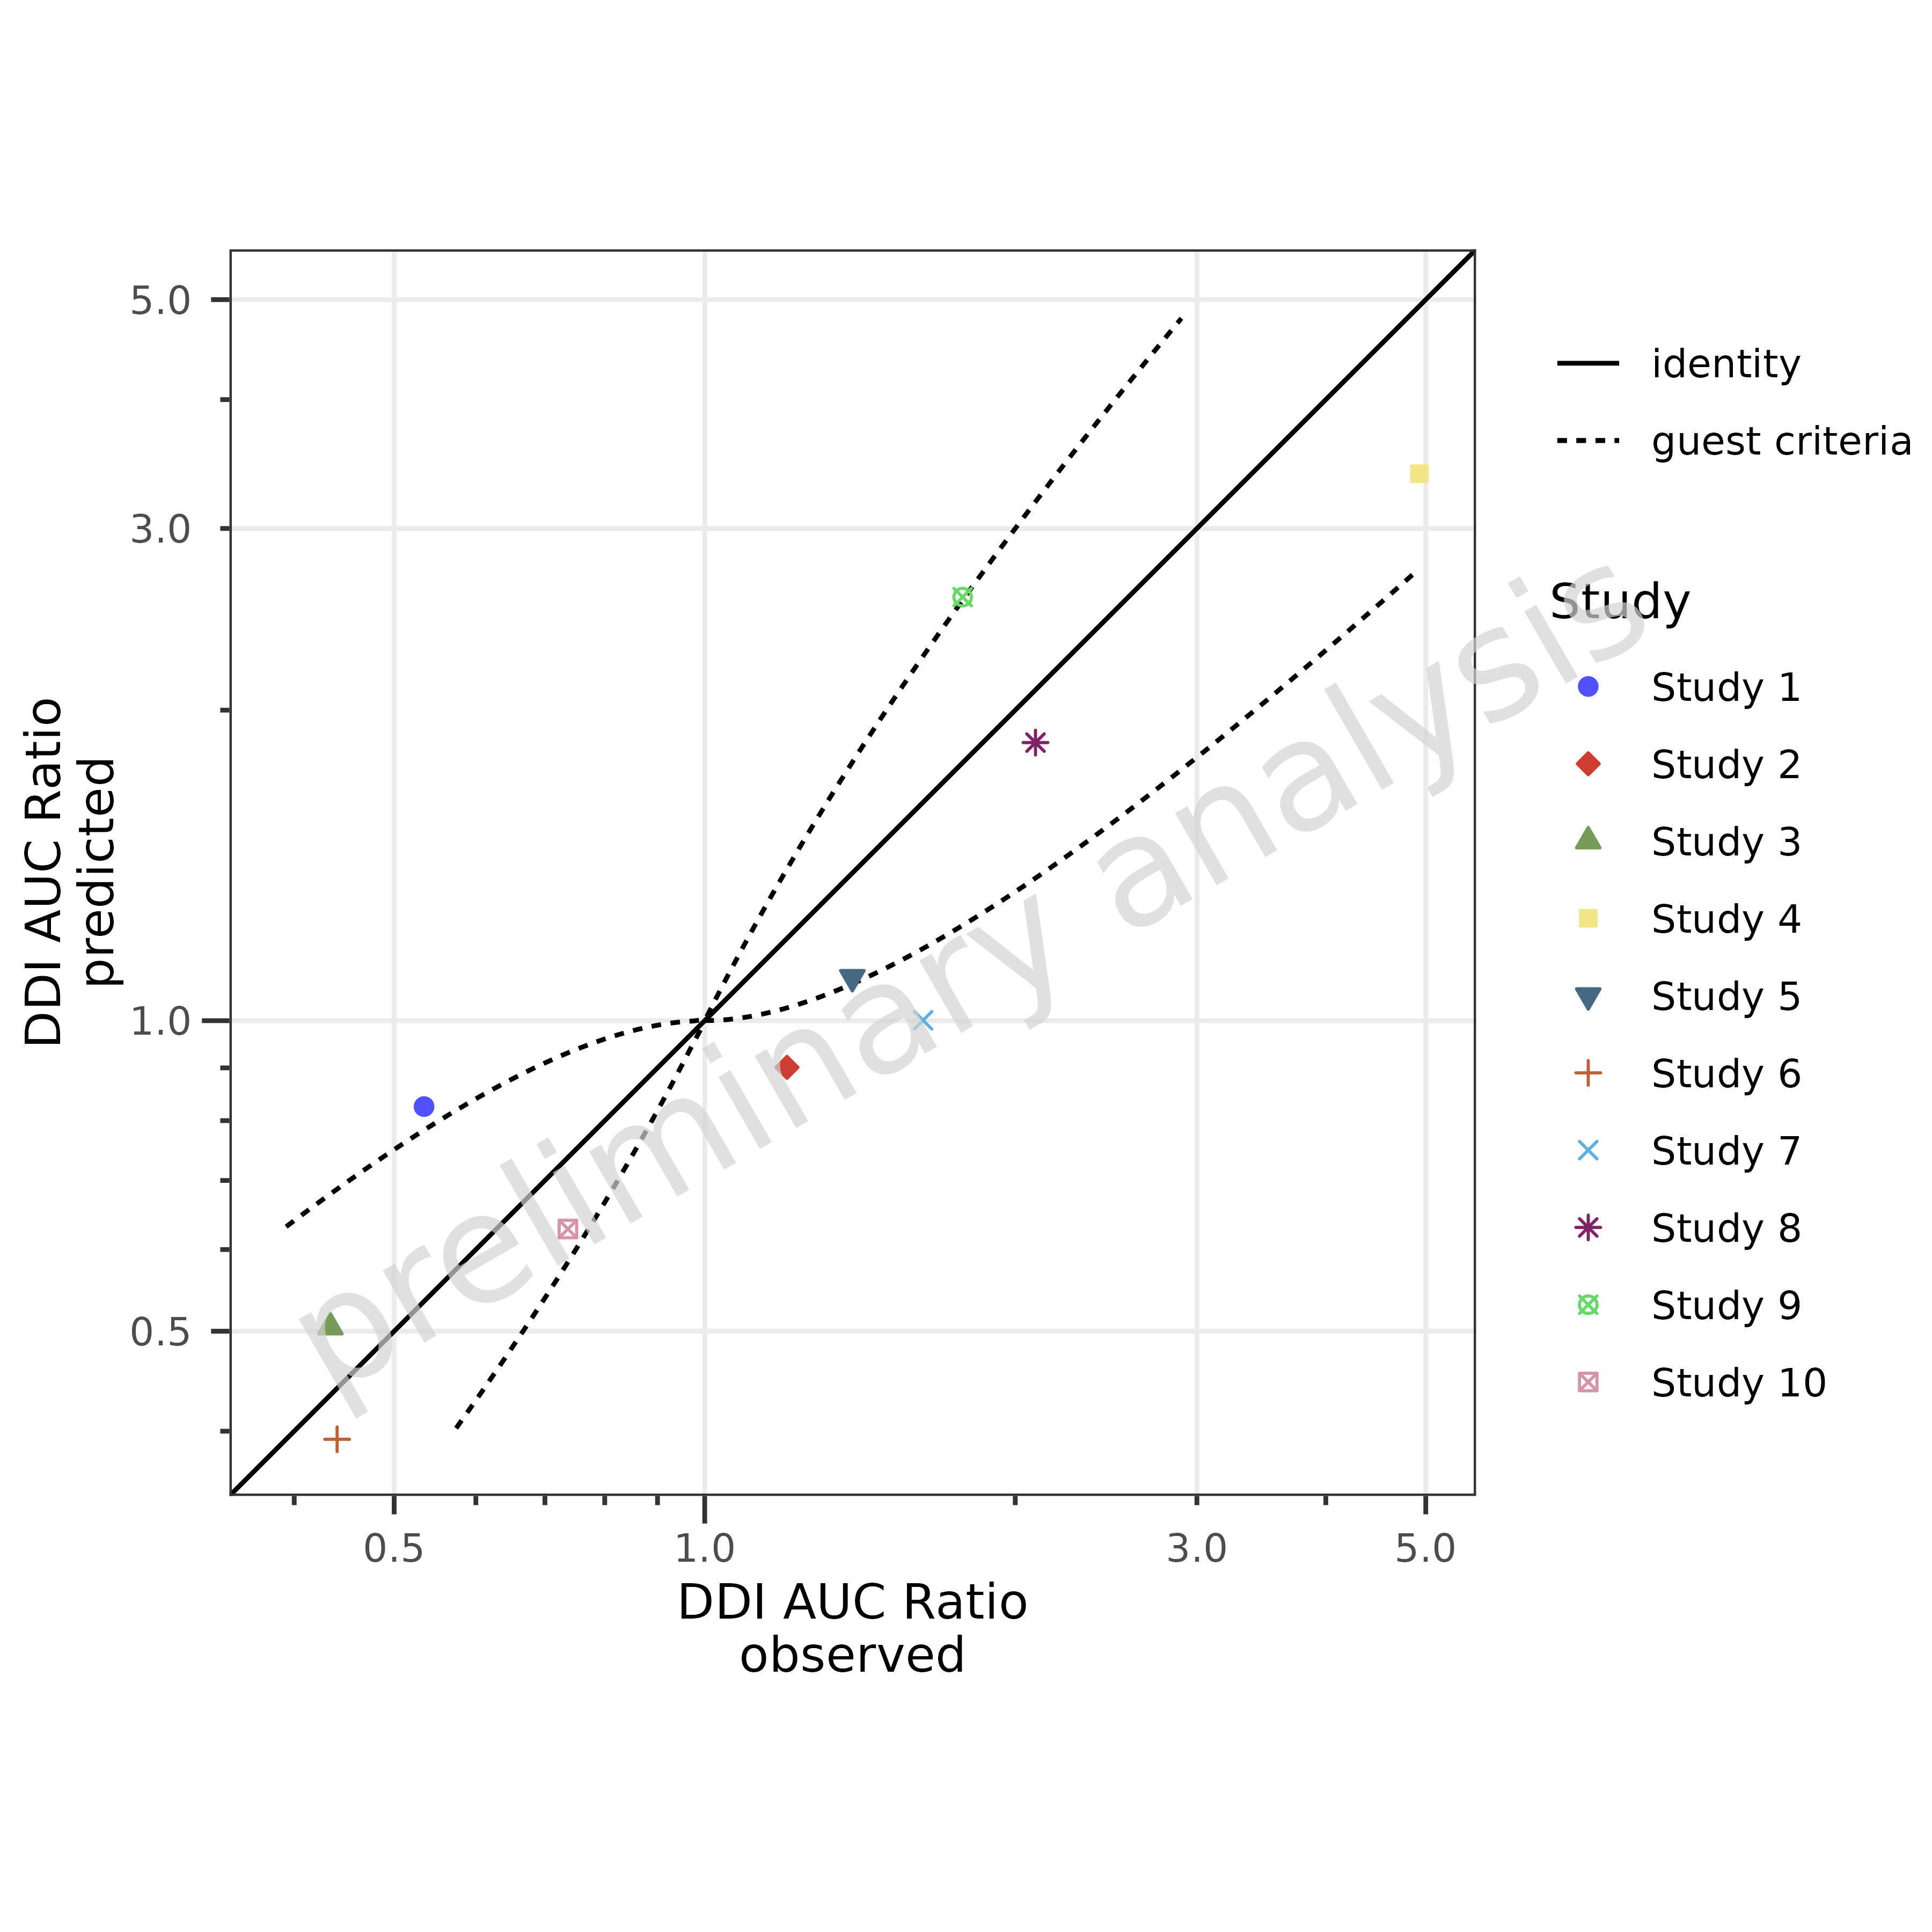 5.0
3.0
1.0
0.5
0.5
1.0
3.0
5.0
DDI AUC Ratio
predicted
DDI AUC Ratio
observed
identity
guest criteria
Study
Study 1
Study 2
Study 3
Study 4
Study 5
Study 6
Study 7
Study 8
Study 9
Study 10
preliminary analysis